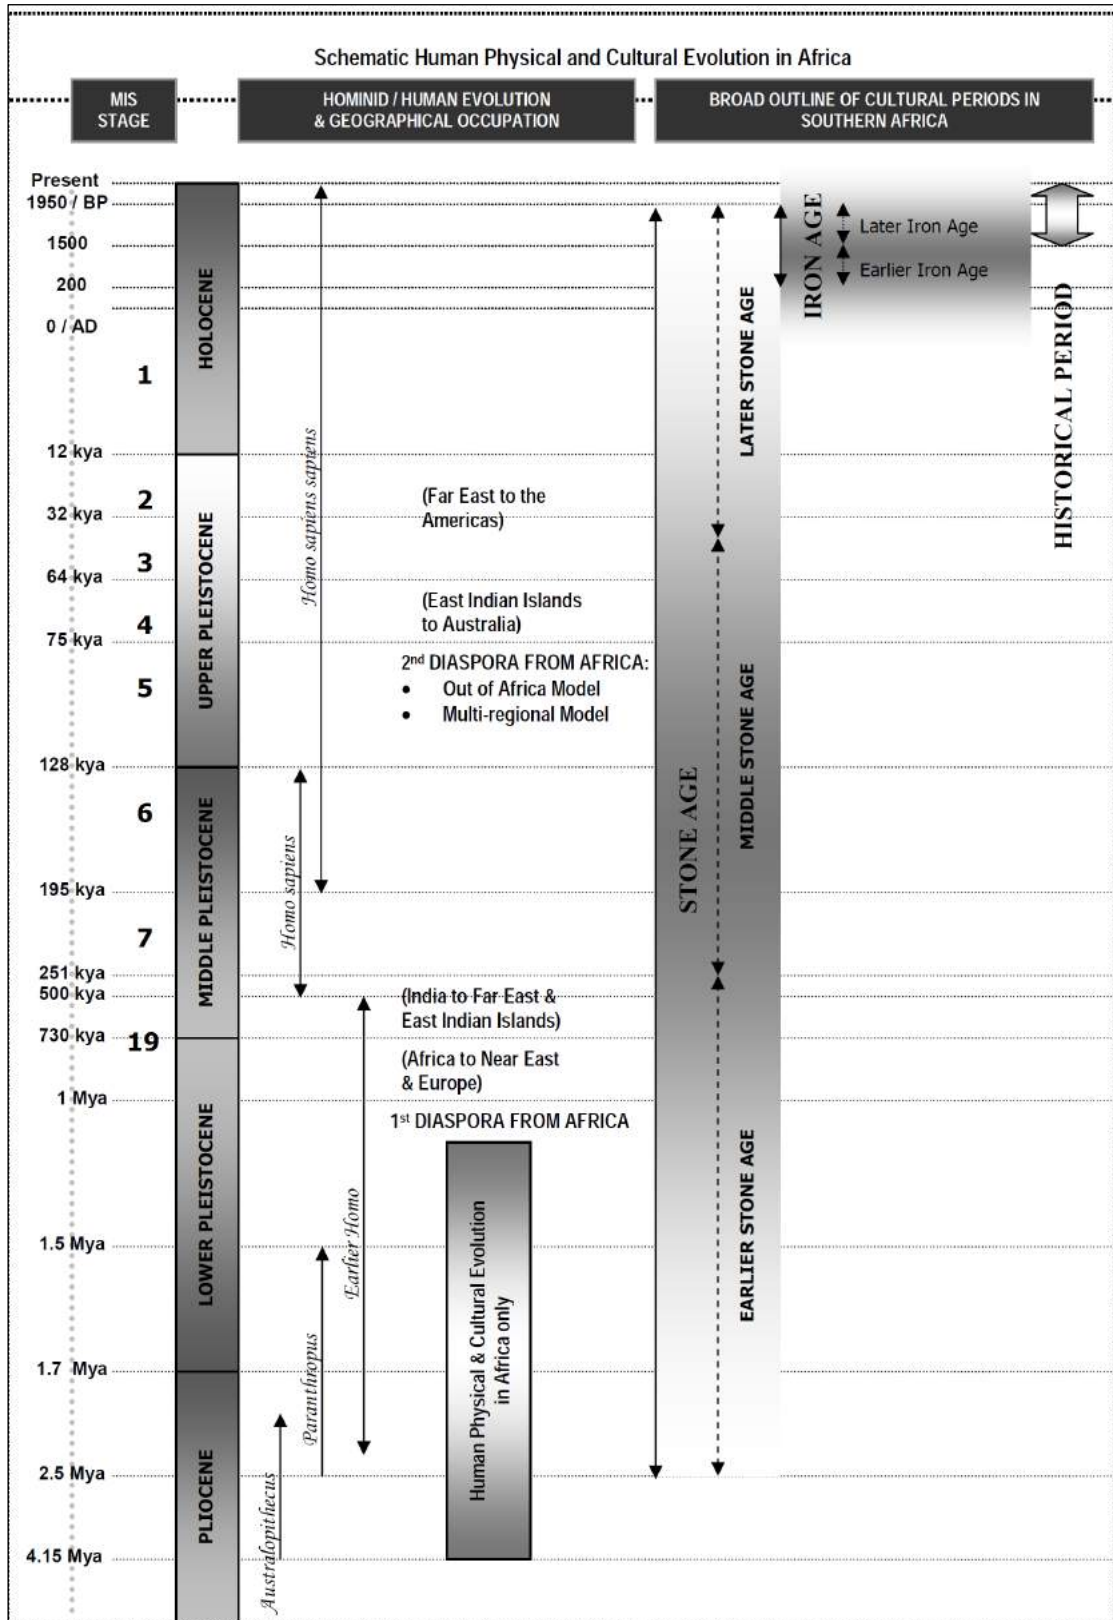 Schematic Human Physical and Cultural Evolution in Africa
MIS
STAGE
HOMINID / HUMAN EVOLUTION
& GEOGRAPHICAL OCCUPATION
BROAD OUTLINE OF CULTURAL PERIODS IN
SOUTHERN AFRICA
Present
1950 / BP
1500
200
0 / AD
12 kya
32 kya
64 kya
75 kya
128 kya
195 kya
251 kya
500 kya
730 kya
1 Mya
1.5 Mya
1.7 Mya
2.5 Mya
4.15 Mya
1
2
3
4
5
6
7
19
HOLOCENE
UPPER PLEISTOCENE
MIDDLE PLEISTOCENE
LOWER PLEISTOCENE
PLIOCENE
Homo sapiens sapiens
Homo sapiens
Earlier Homo
Paranthropus
Australopithecus
(Far East to the
Americas)
(East Indian Islands
to Australia)
2nd DIASPORA FROM AFRICA:
• Out of Africa Model
• Multi-regional Model
(India to Far East &
East Indian Islands)
(Africa to Near East
& Europe)
1st DIASPORA FROM AFRICA
Human Physical & Cultural Evolution
in Africa only
STONE AGE
LATER STONE AGE
MIDDLE STONE AGE
EARLIER STONE AGE
IRON AGE
Later Iron Age
Earlier Iron Age
HISTORICAL PERIOD